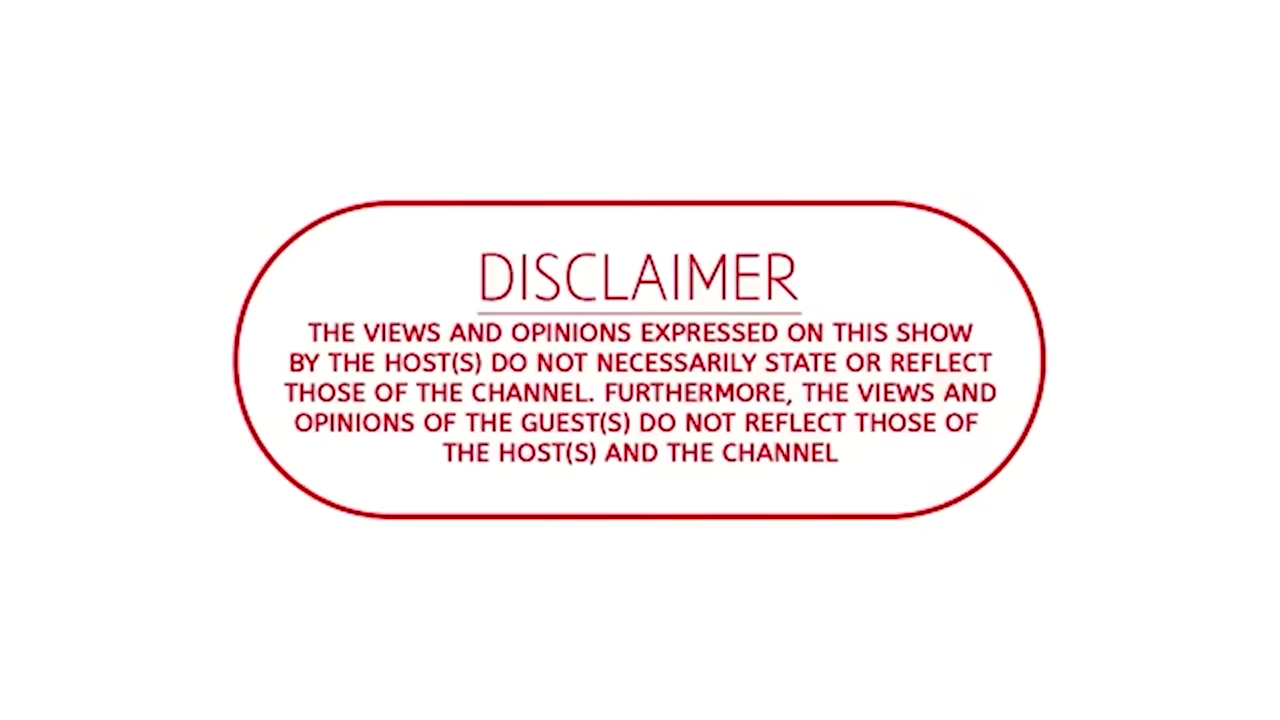 DISCLAIMER
THE VIEWS AND OPINIONS EXPRESSED ON THIS SHOW
BY THE HOST(S) DO NOT NECESSARILY STATE OR REFLECT
THOSE OF THE CHANNEL. FURTHERMORE, THE VIEWS AND
OPINIONS OF THE GUEST(S) DO NOT REFLECT THOSE OF
THE HOST(S) AND THE CHANNEL